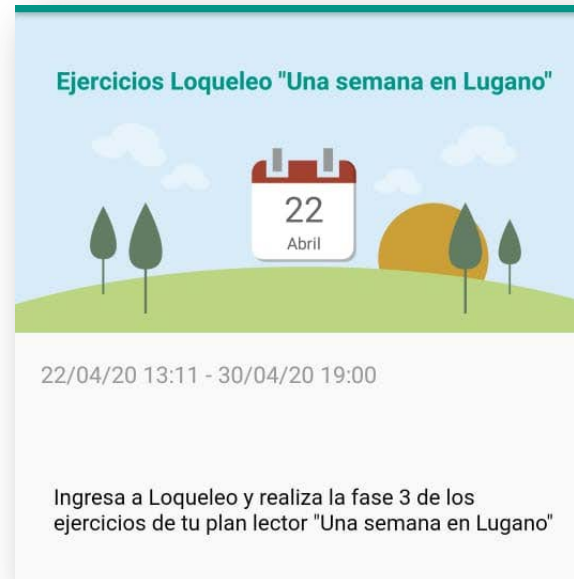 Ejercicios Loqueleo "Una semana en Lugano"
22
Abril
22/04/20 13:11 - 30/04/20 19:00
Ingresa a Loqueleo y realiza la fase 3 de los
ejercicios de tu plan lector "Una semana en Lugano"